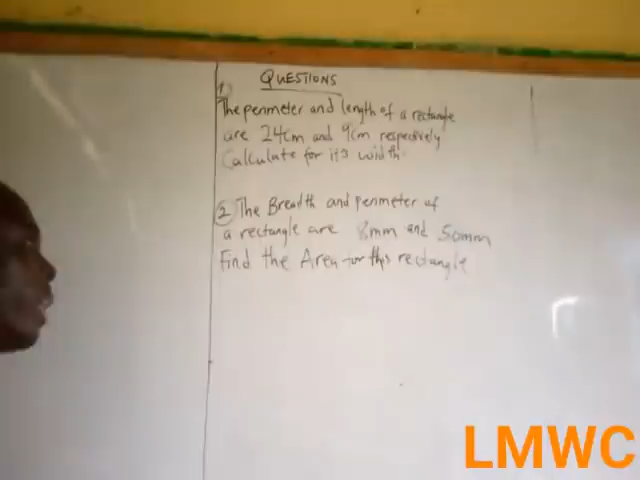 QUESTIONS
1)
The perimeter and length of a rectangle
are 24cm and 9cm respectively
Calculate for its width.
2 The Breadth and perimeter of
a rectangle are 8mm and 50mm
Find the Area for this rectangle
LMWC